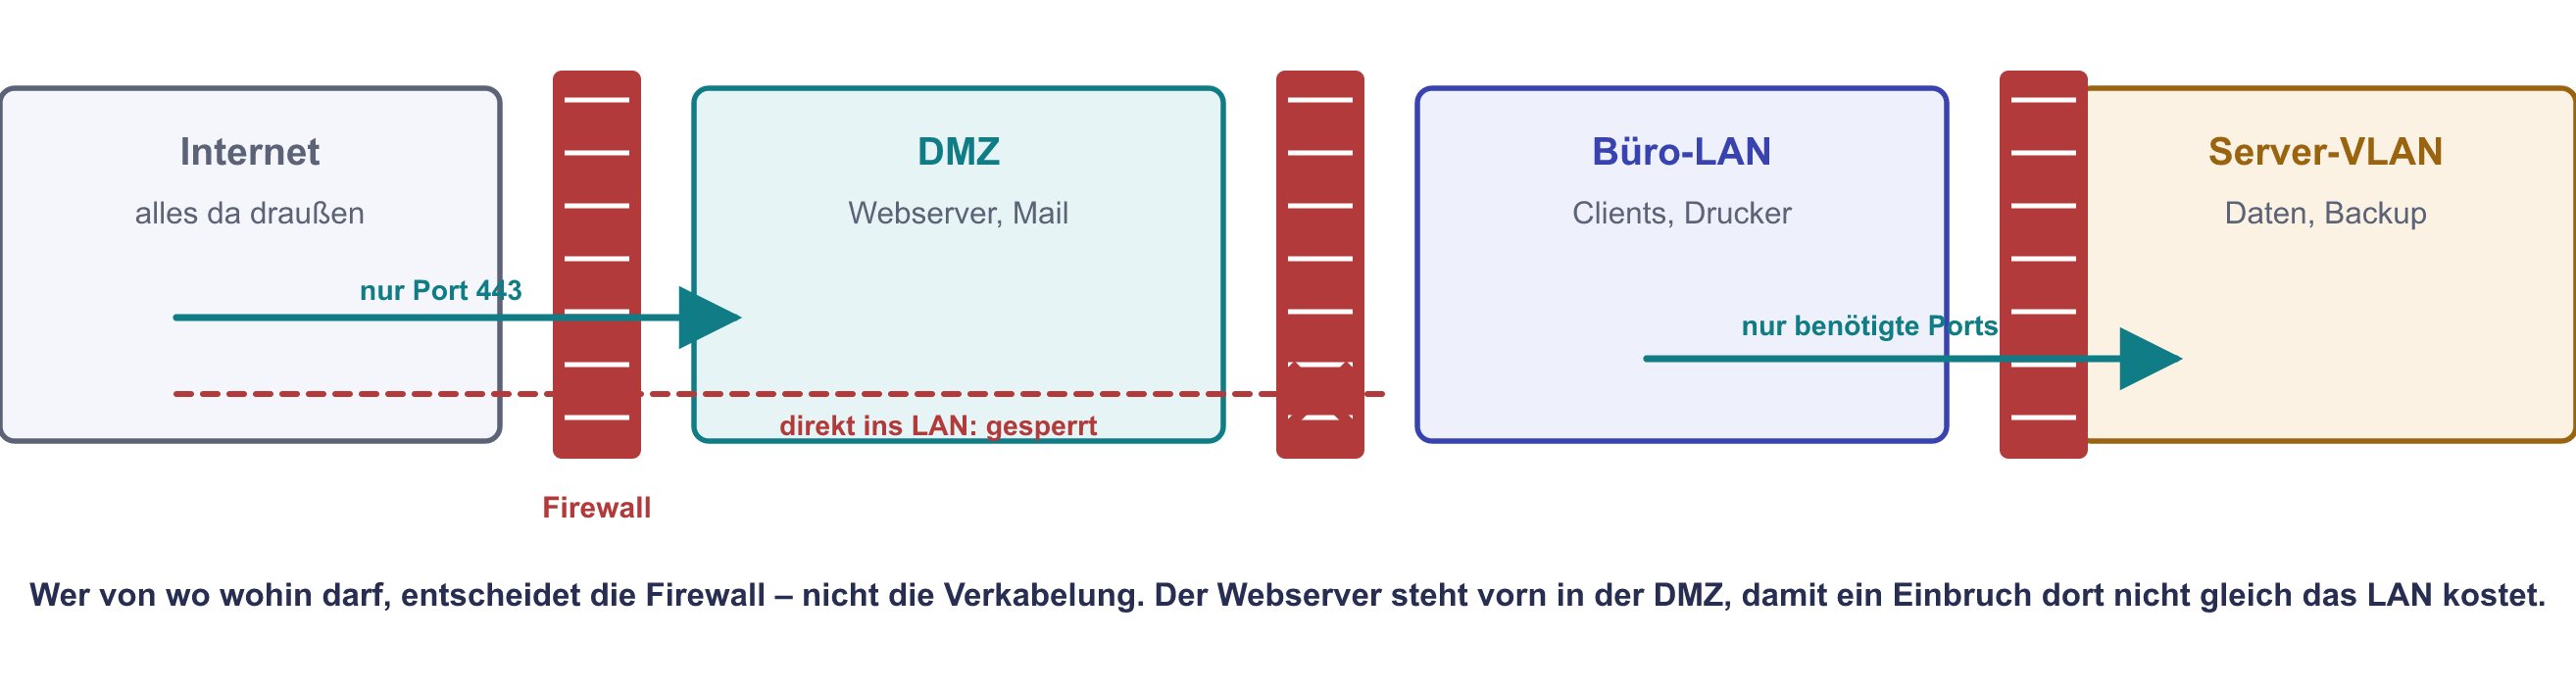 Internet
alles da draußen
DMZ
Webserver, Mail
Büro-LAN
Clients, Drucker
Server-VLAN
Daten, Backup
nur Port 443
nur benötigte Ports
direkt ins LAN: gesperrt
Firewall
Wer von wo wohin darf, entscheidet die Firewall – nicht die Verkabelung. Der Webserver steht vorn in der DMZ, damit ein Einbruch dort nicht gleich das LAN kostet.